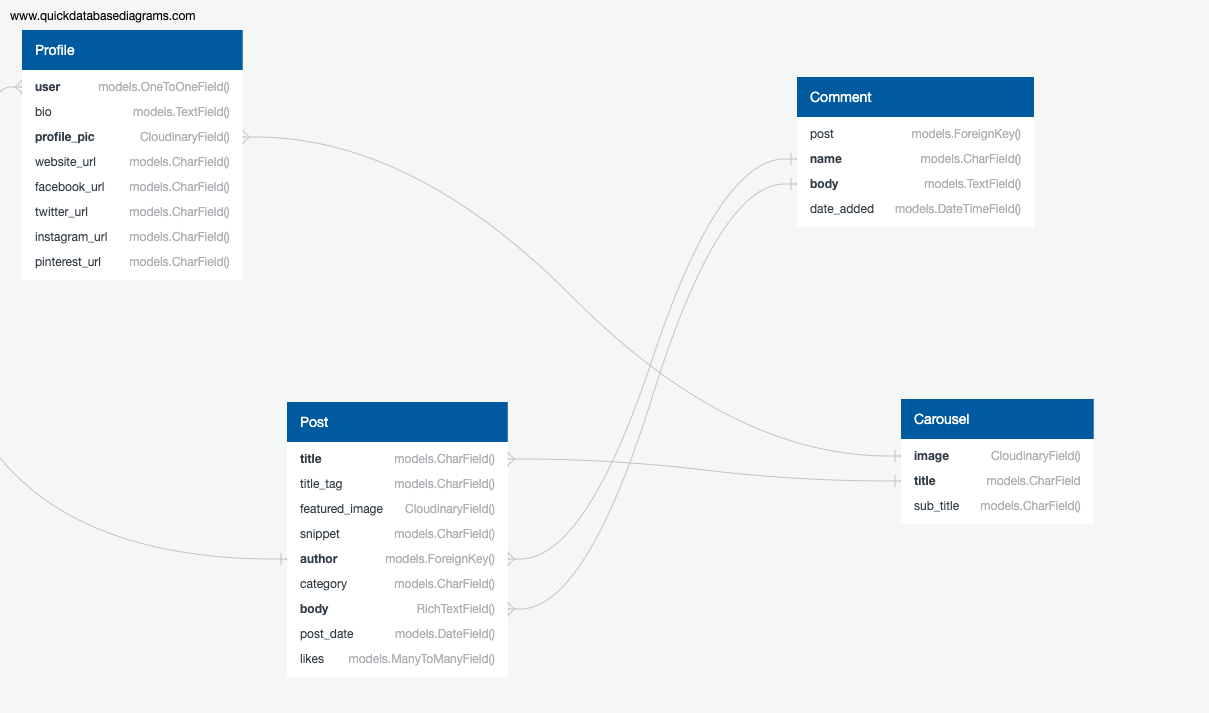 www.quickdatabasediagrams.com
Profile
user models.OneToOneField()
bio models.TextField()
profile_pic CloudinaryField()
website_url models.CharField()
facebook_url models.CharField()
twitter_url models.CharField()
instagram_url models.CharField()
pinterest_url models.CharField()
Comment
post models.ForeignKey()
name models.CharField()
body models.TextField()
date_added models.DateTimeField()
Post
title models.CharField()
title_tag models.CharField()
featured_image CloudinaryField()
snippet models.CharField()
author models.ForeignKey()
category models.CharField()
body RichTextField()
post_date models.DateField()
likes models.ManyToManyField()
Carousel
image CloudinaryField()
title models.CharField
sub_title models.CharField()